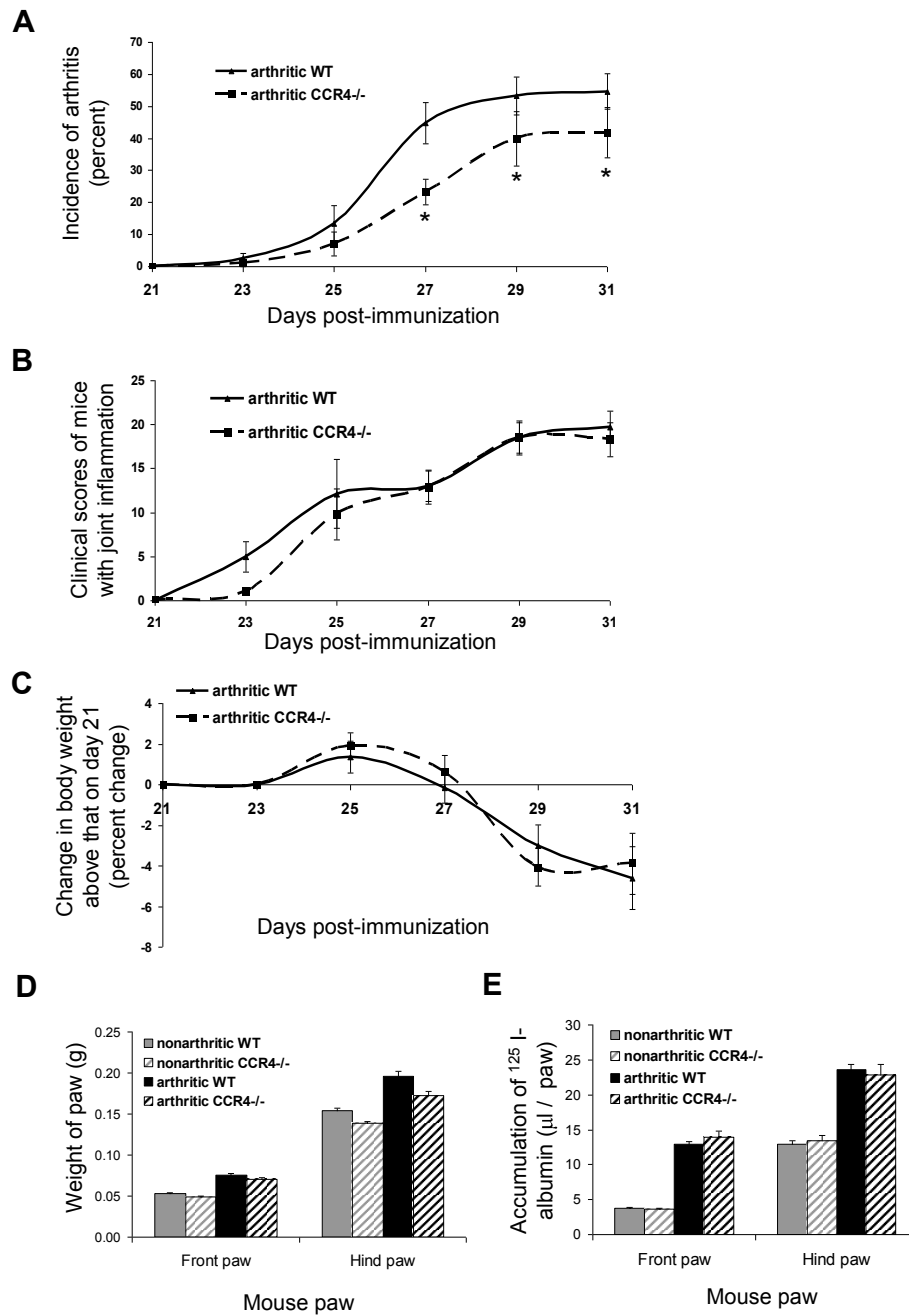 A
Incidence of arthritis
(percent)
70
60
50
40
30
20
10
0
arthritic WT
arthritic CCR4-/-
*
*
*
21 23 25 27 29 31
Days post-immunization
B
Clinical scores of mice
with joint inflammation
25
20
15
10
5
0
arthritic WT
arthritic CCR4-/-
21 23 25 27 29 31
Days post-immunization
C
Change in body weight
above that on day 21
(percent change)
arthritic WT
arthritic CCR4-/-
4
2
0
-2
-4
-6
-8
21 23 25 27 29 31
Days post-immunization
D
Weight of paw (g)
0.25
0.20
0.15
0.10
0.05
0.00
nonarthritic WT
nonarthritic CCR4-/-
arthritic WT
arthritic CCR4-/-
Front paw Hind paw
Mouse paw
E
Accumulation of 125 I-
albumin (µl / paw)
30
25
20
15
10
5
0
nonarthritic WT
nonarthritic CCR4-/-
arthritic WT
arthritic CCR4-/-
Front paw Hind paw
Mouse paw